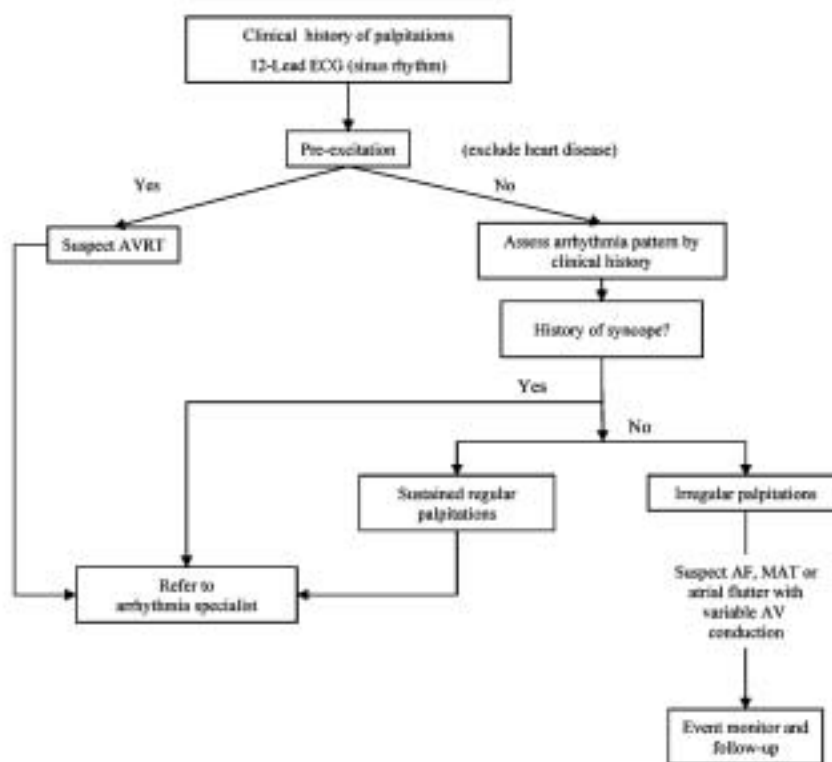 Clinical history of palpitations
12-Lead ECG (sinus rhythm)
Pre-excitation
(exclude heart disease)
Yes
No
Suspect AVRT
Assess arrhythmia pattern by
clinical history
History of syncope?
Yes
No
Sustained regular
palpitations
Irregular palpitations
Refer to
arrhythmia specialist
Suspect AF, MAT or
atrial flutter with
variable AV
conduction
Event monitor and
follow-up